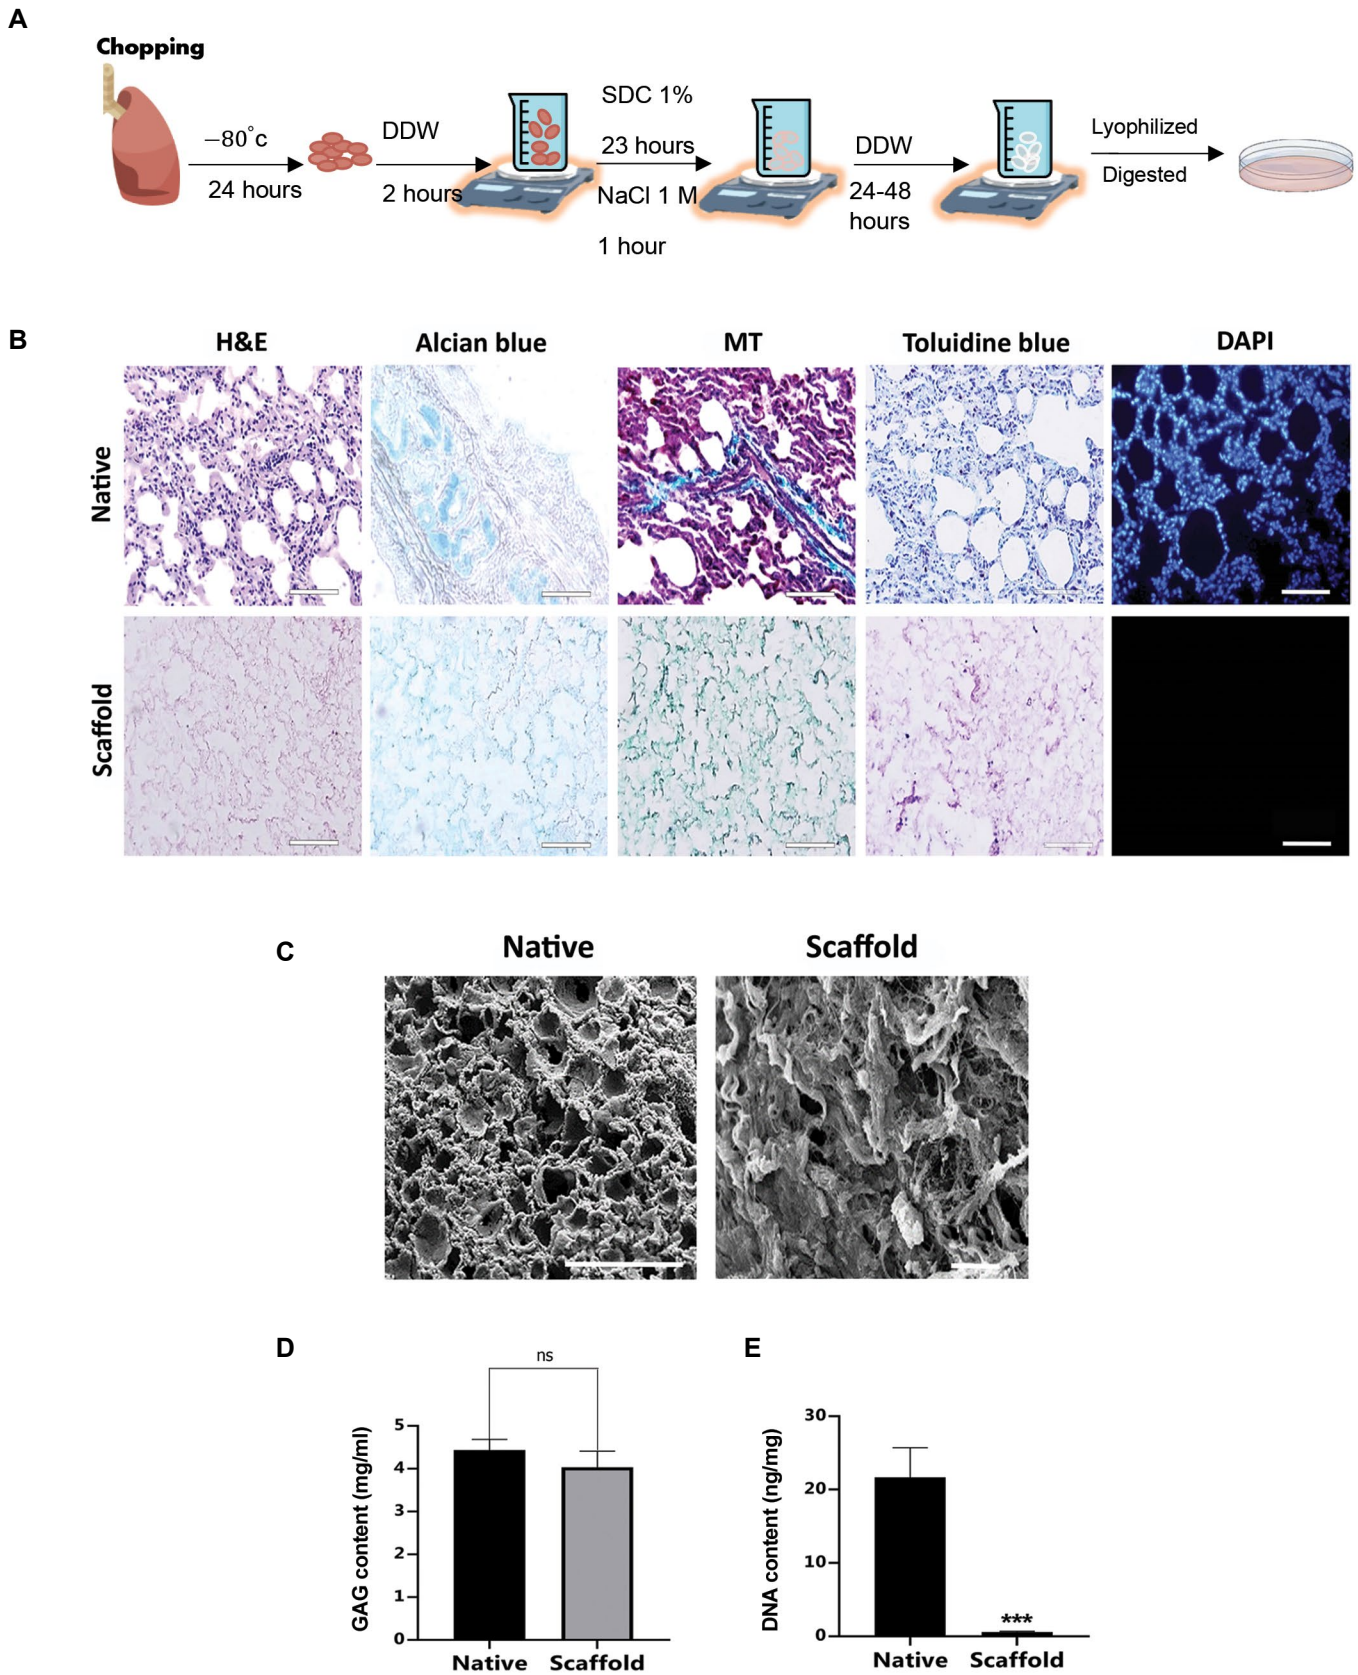 A
Chopping
−80°c
24 hours
DDW
2 hours
SDC 1%
23 hours
NaCl 1 M
1 hour
DDW
24-48
hours
Lyophilized
Digested
B
H&E Alcian blue MT Toluidine blue DAPI
Native
Scaffold
C
Native Scaffold
D
ns
GAG content (mg/ml)
5
4
3
2
1
0
Native Scaffold
E
DNA content (ng/mg)
30
20
10
0
***
Native Scaffold